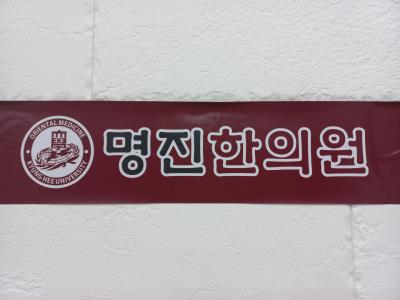 ORIENTAL MEDICINE
KYUNG HEE UNIVERSITY
명진한의원